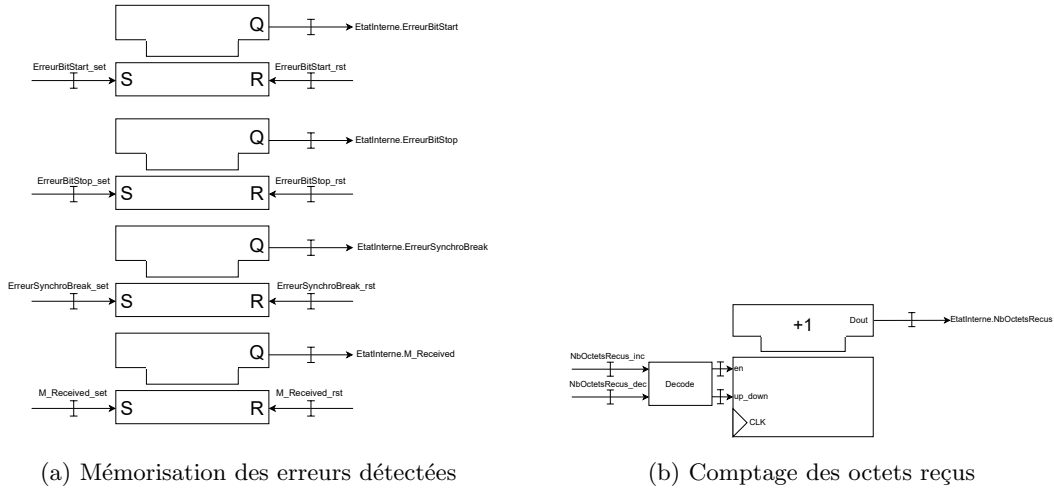 Q
EtatInterne.ErreurBitStart
ErreurBitStart_set
S
R
ErreurBitStart_rst
Q
EtatInterne.ErreurBitStop
ErreurBitStop_set
S
R
ErreurBitStop_rst
Q
EtatInterne.ErreurSynchroBreak
ErreurSynchroBreak_set
S
R
ErreurSynchroBreak_rst
Q
EtatInterne.M_Received
M_Received_set
S
R
M_Received_rst
(a) Mémorisation des erreurs détectées
+1
Dout
EtatInterne.NbOctetsRecus
NbOctetsRecus_inc
NbOctetsRecus_dec
Decode
en
up_down
CLK
(b) Comptage des octets reçus